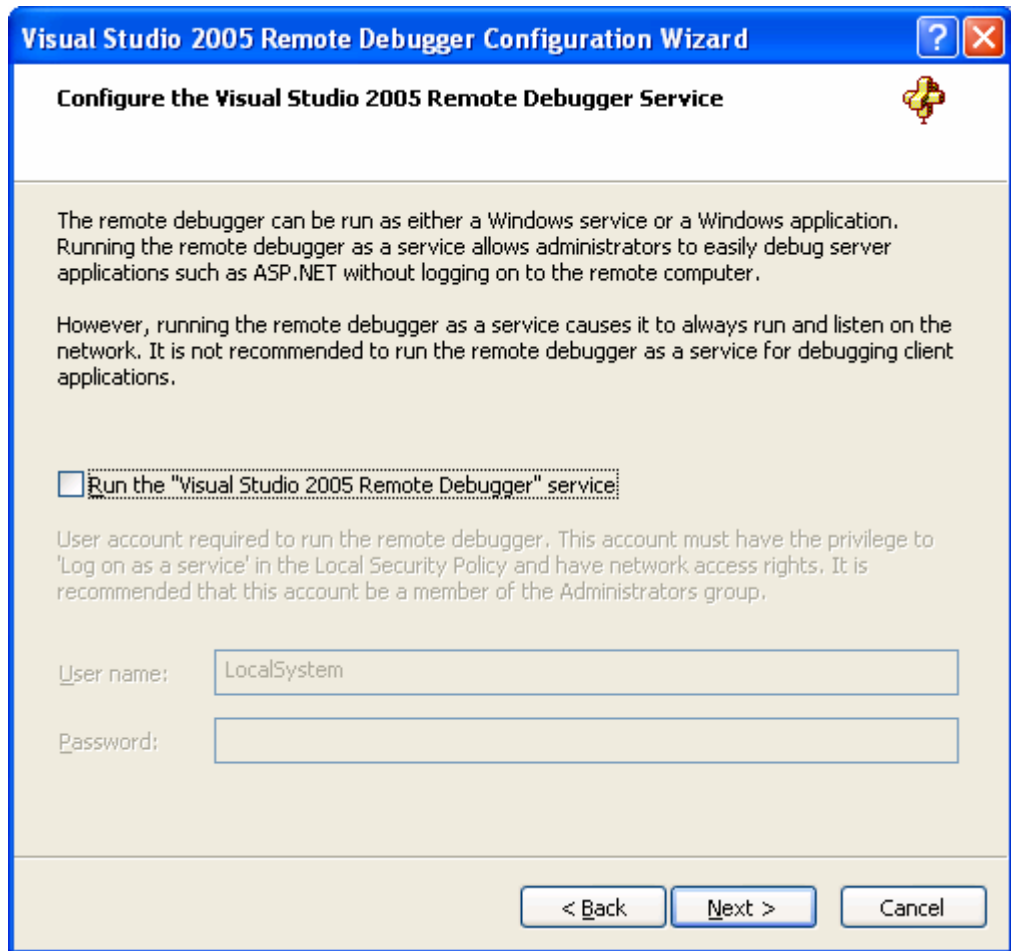 Visual Studio 2005 Remote Debugger Configuration Wizard
Configure the Visual Studio 2005 Remote Debugger Service
The remote debugger can be run as either a Windows service or a Windows application.
Running the remote debugger as a service allows administrators to easily debug server
applications such as ASP.NET without logging on to the remote computer.
However, running the remote debugger as a service causes it to always run and listen on the
network. It is not recommended to run the remote debugger as a service for debugging client
applications.
Run the "Visual Studio 2005 Remote Debugger" service
User account required to run the remote debugger. This account must have the privilege to
'Log on as a service' in the Local Security Policy and have network access rights. It is
recommended that this account be a member of the Administrators group.
User name: LocalSystem
Password:
< Back Next > Cancel